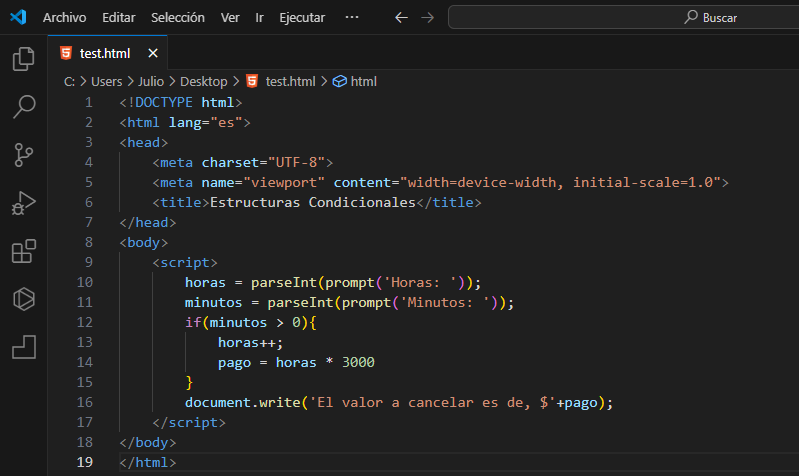 Archivo Editar Selección Ver Ir Ejecutar ··· Buscar
test.html
C: > Users > Julio > Desktop > test.html > html
1 <!DOCTYPE html>
2 <html lang="es">
3 <head>
4     <meta charset="UTF-8">
5     <meta name="viewport" content="width=device-width, initial-scale=1.0">
6     <title>Estructuras Condicionales</title>
7 </head>
8 <body>
9     <script>
10         horas = parseInt(prompt('Horas: '));
11         minutos = parseInt(prompt('Minutos: '));
12         if(minutos > 0){
13             horas++;
14             pago = horas * 3000
15         }
16         document.write('El valor a cancelar es de, $'+pago);
17     </script>
18 </body>
19 </html>